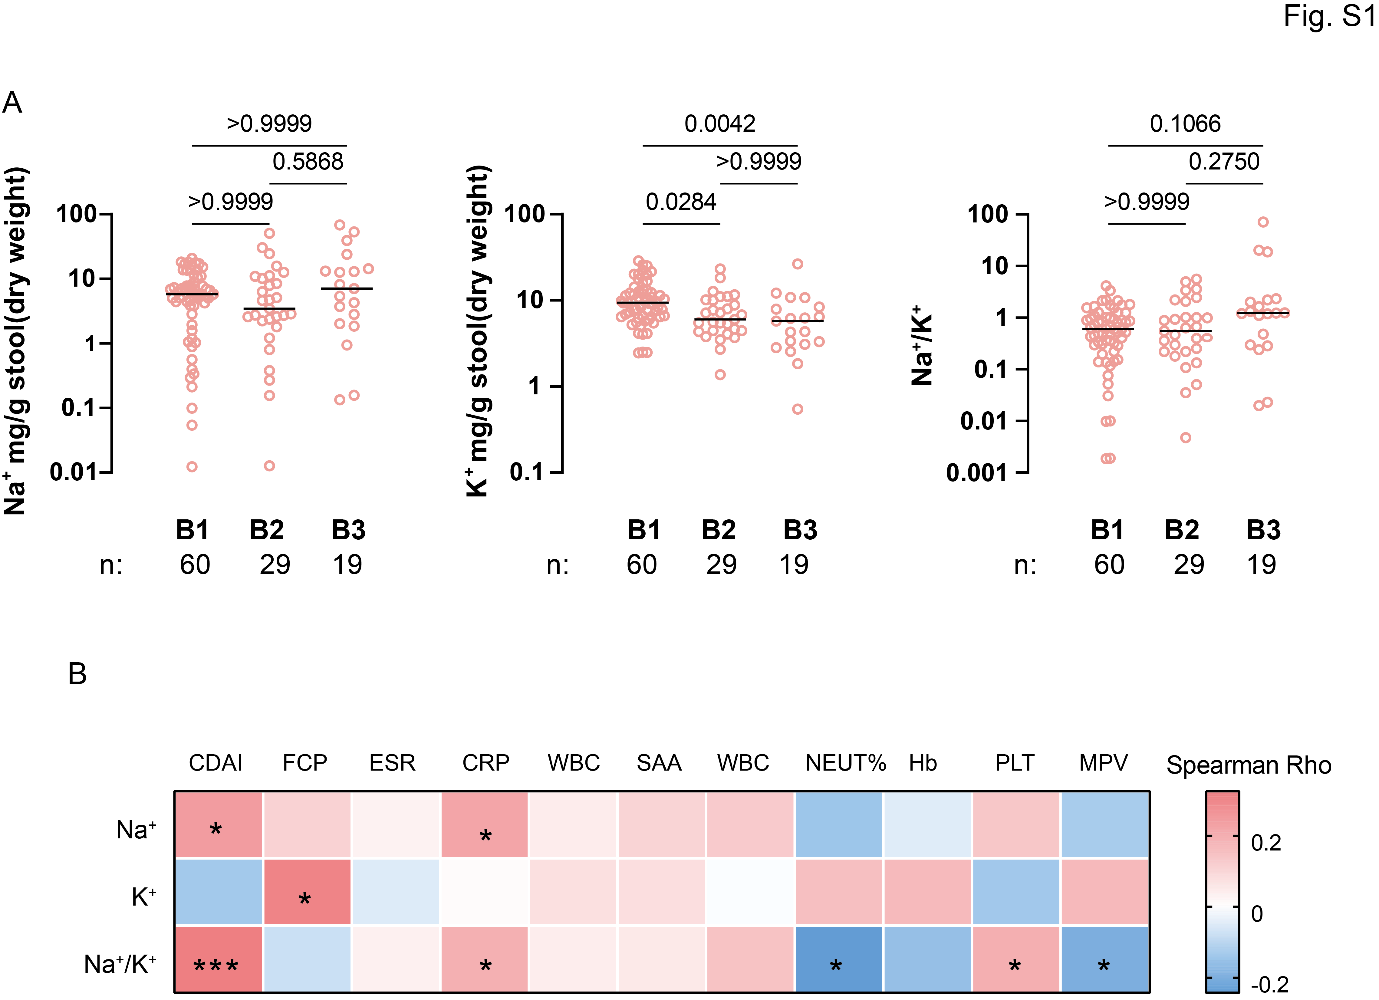 Fig. S1
A
Na⁺ mg/g stool(dry weight)
>0.9999
0.5868
>0.9999
100
10
1
0.1
0.01
B1 B2 B3
n: 60 29 19
K⁺ mg/g stool(dry weight)
0.0042
>0.9999
0.0284
100
10
1
0.1
B1 B2 B3
n: 60 29 19
Na⁺/K⁺
0.1066
0.2750
>0.9999
100
10
1
0.1
0.01
0.001
B1 B2 B3
n: 60 29 19
B
CDAI FCP ESR CRP WBC SAA WBC NEUT% Hb PLT MPV
Na⁺ * *
K⁺ *
Na⁺/K⁺ *** * * * *
Spearman Rho
0.2
0
-0.2